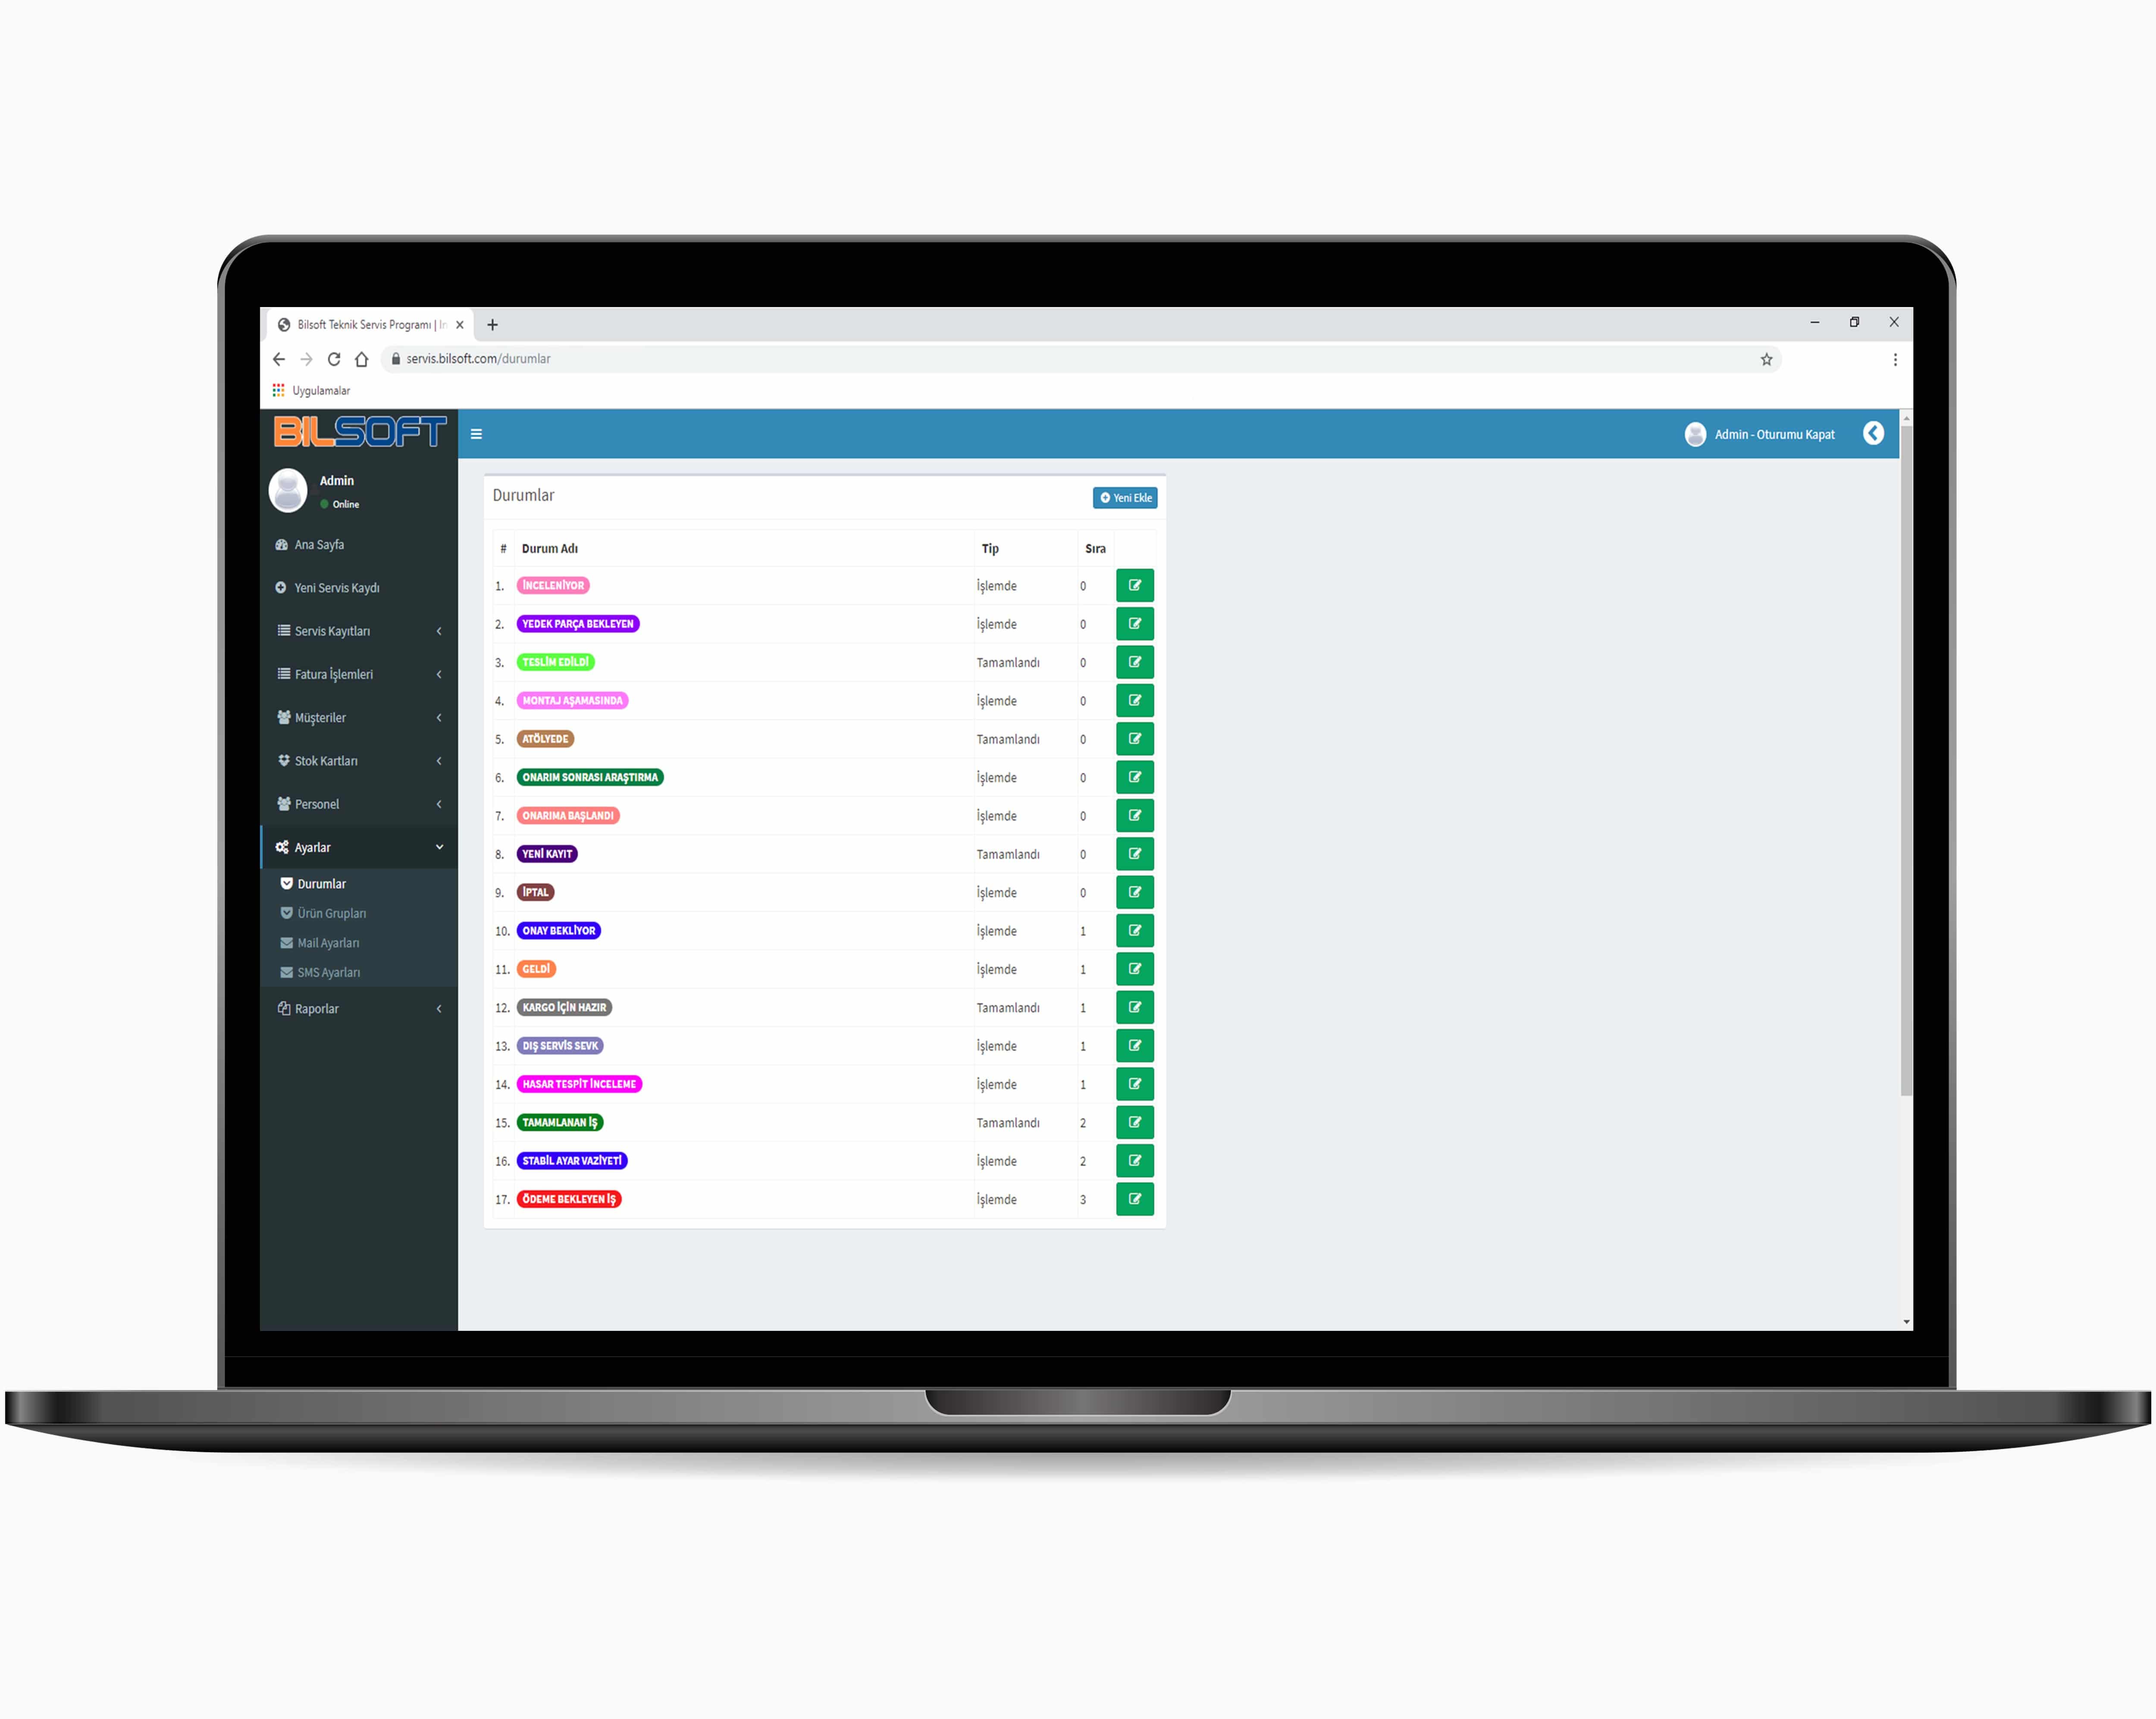 Bilsoft Teknik Servis Programı | In
servis.bilsoft.com/durumlar
Uygulamalar
BILSOFT
Admin - Oturumu Kapat
Admin
Online
Ana Sayfa
Yeni Servis Kaydı
Servis Kayıtları
Fatura İşlemleri
Müşteriler
Stok Kartları
Personel
Ayarlar
Durumlar
Ürün Grupları
Mail Ayarları
SMS Ayarları
Raporlar
Durumlar
Yeni Ekle
# Durum Adı Tip Sıra
1. İNCELENİYOR İşlemde 0
2. YEDEK PARÇA BEKLEYEN İşlemde 0
3. TESLİM EDİLDİ Tamamlandı 0
4. MONTAJ AŞAMASINDA İşlemde 0
5. ATÖLYEDE Tamamlandı 0
6. ONARIM SONRASI ARAŞTIRMA İşlemde 0
7. ONARIMA BAŞLANDI İşlemde 0
8. YENİ KAYIT Tamamlandı 0
9. İPTAL İşlemde 0
10. ONAY BEKLİYOR İşlemde 1
11. GELDİ İşlemde 1
12. KARGO İÇİN HAZIR Tamamlandı 1
13. DIŞ SERVİS SEVK İşlemde 1
14. HASAR TESPİT İNCELEME İşlemde 1
15. TAMAMLANAN İŞ Tamamlandı 2
16. STABİL AYAR VAZİYETİ İşlemde 2
17. ÖDEME BEKLEYEN İŞ İşlemde 3